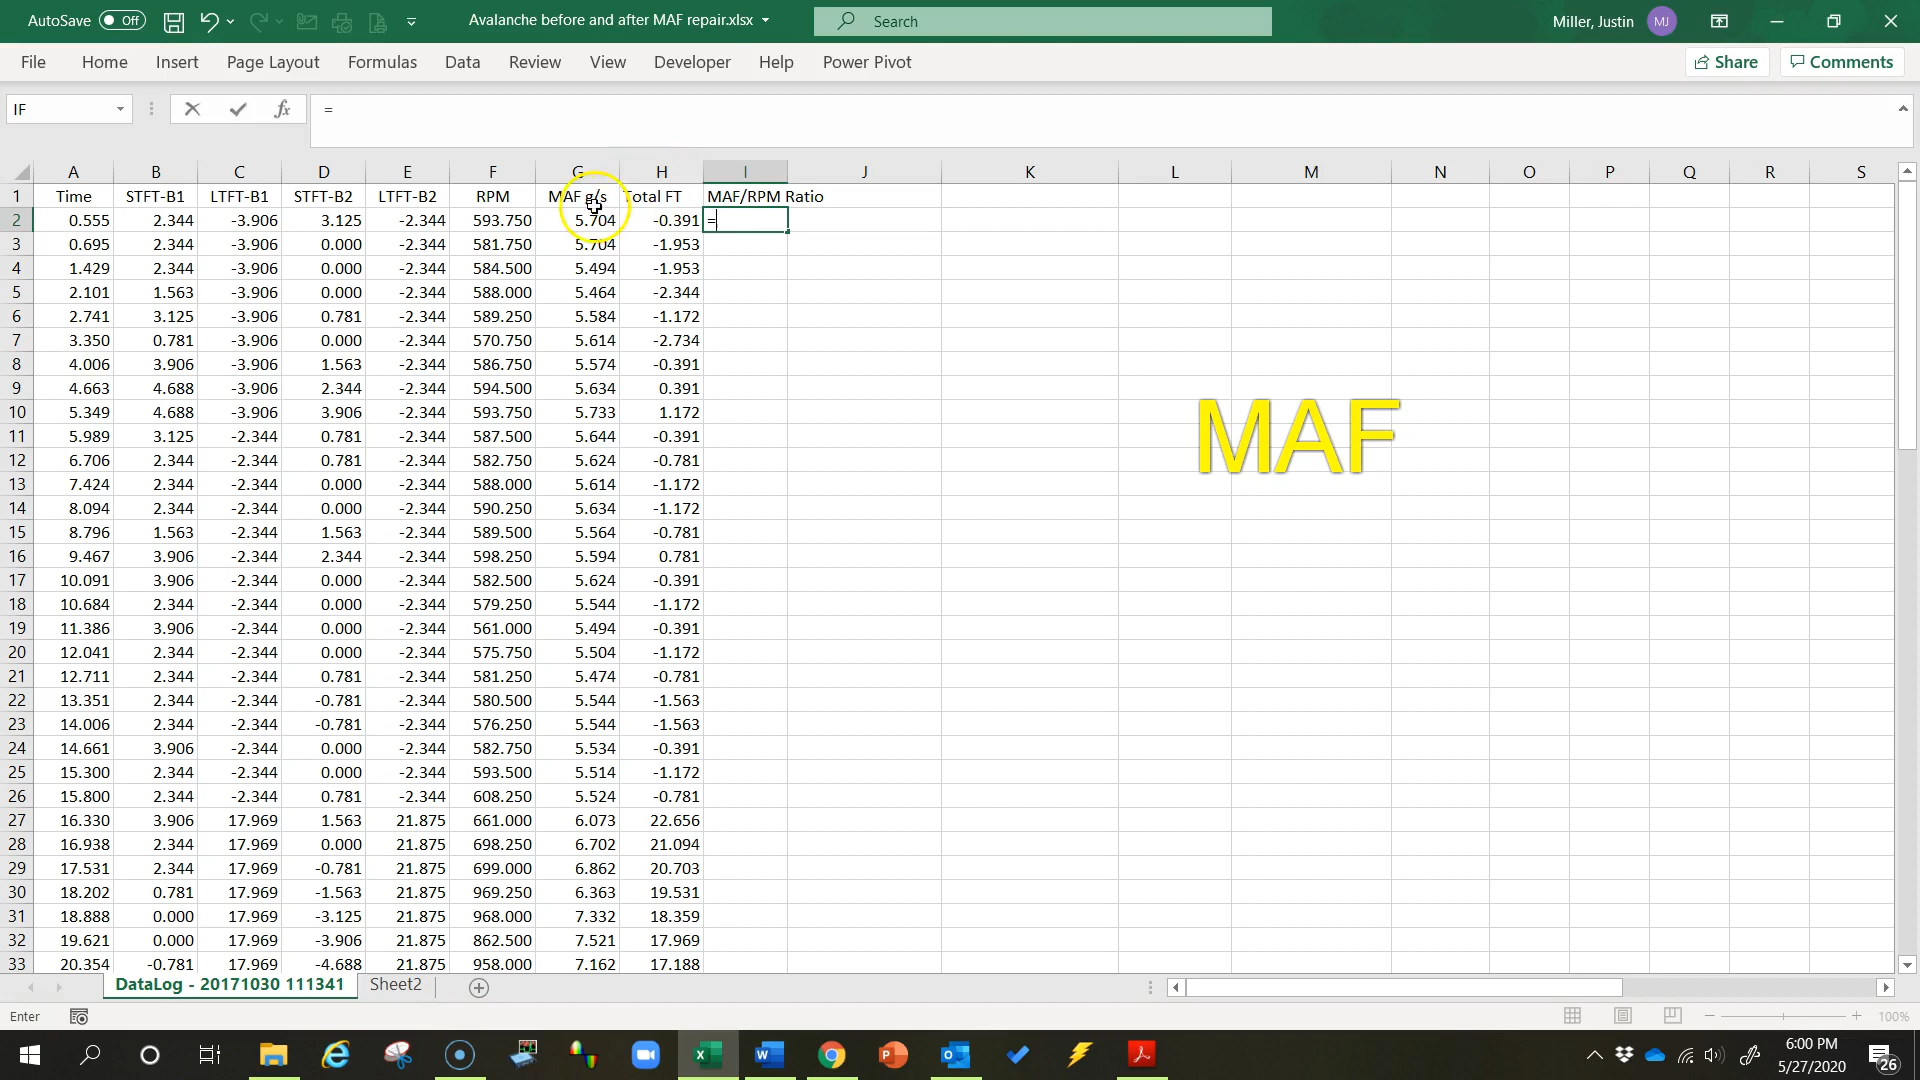 AutoSave Off Avalanche before and after MAF repair.xlsx Search Miller, Justin MJ
File Home Insert Page Layout Formulas Data Review View Developer Help Power Pivot Share Comments
IF fx =
A B C D E F G H I J K L M N O P Q R S
1 Time STFT-B1 LTFT-B1 STFT-B2 LTFT-B2 RPM MAF g/s Total FT MAF/RPM Ratio
2 0.555 2.344 -3.906 3.125 -2.344 593.750 5.704 -0.391 =
3 0.695 2.344 -3.906 0.000 -2.344 581.750 5.704 -1.953
4 1.429 2.344 -3.906 0.000 -2.344 584.500 5.494 -1.953
5 2.101 1.563 -3.906 0.000 -2.344 588.000 5.464 -2.344
6 2.741 3.125 -3.906 0.781 -2.344 589.250 5.584 -1.172
7 3.350 0.781 -3.906 0.000 -2.344 570.750 5.614 -2.734
8 4.006 3.906 -3.906 1.563 -2.344 586.750 5.574 -0.391
9 4.663 4.688 -3.906 2.344 -2.344 594.500 5.634 0.391
10 5.349 4.688 -3.906 3.906 -2.344 593.750 5.733 1.172
11 5.989 3.125 -2.344 0.781 -2.344 587.500 5.644 -0.391
MAF
12 6.706 2.344 -2.344 0.781 -2.344 582.750 5.624 -0.781
13 7.424 2.344 -2.344 0.000 -2.344 588.000 5.614 -1.172
14 8.094 2.344 -2.344 0.000 -2.344 590.250 5.634 -1.172
15 8.796 1.563 -2.344 1.563 -2.344 589.500 5.564 -0.781
16 9.467 3.906 -2.344 2.344 -2.344 598.250 5.594 0.781
17 10.091 3.906 -2.344 0.000 -2.344 582.500 5.624 -0.391
18 10.684 2.344 -2.344 0.000 -2.344 579.250 5.544 -1.172
19 11.386 3.906 -2.344 0.000 -2.344 561.000 5.494 -0.391
20 12.041 2.344 -2.344 0.000 -2.344 575.750 5.504 -1.172
21 12.711 2.344 -2.344 0.781 -2.344 581.250 5.474 -0.781
22 13.351 2.344 -2.344 -0.781 -2.344 580.500 5.544 -1.563
23 14.006 2.344 -2.344 -0.781 -2.344 576.250 5.544 -1.563
24 14.661 3.906 -2.344 0.000 -2.344 582.750 5.534 -0.391
25 15.300 2.344 -2.344 0.000 -2.344 593.500 5.514 -1.172
26 15.800 2.344 -2.344 0.781 -2.344 608.250 5.524 -0.781
27 16.330 3.906 17.969 1.563 21.875 661.000 6.073 22.656
28 16.938 2.344 17.969 0.000 21.875 698.250 6.702 21.094
29 17.531 2.344 17.969 -0.781 21.875 699.000 6.862 20.703
30 18.202 0.781 17.969 -1.563 21.875 969.250 6.363 19.531
31 18.888 0.000 17.969 -3.125 21.875 968.000 7.332 18.359
32 19.621 0.000 17.969 -3.906 21.875 862.500 7.521 17.969
33 20.354 -0.781 17.969 -4.688 21.875 958.000 7.162 17.188
DataLog - 20171030 111341 Sheet2
Enter 100%
6:00 PM
5/27/2020 26